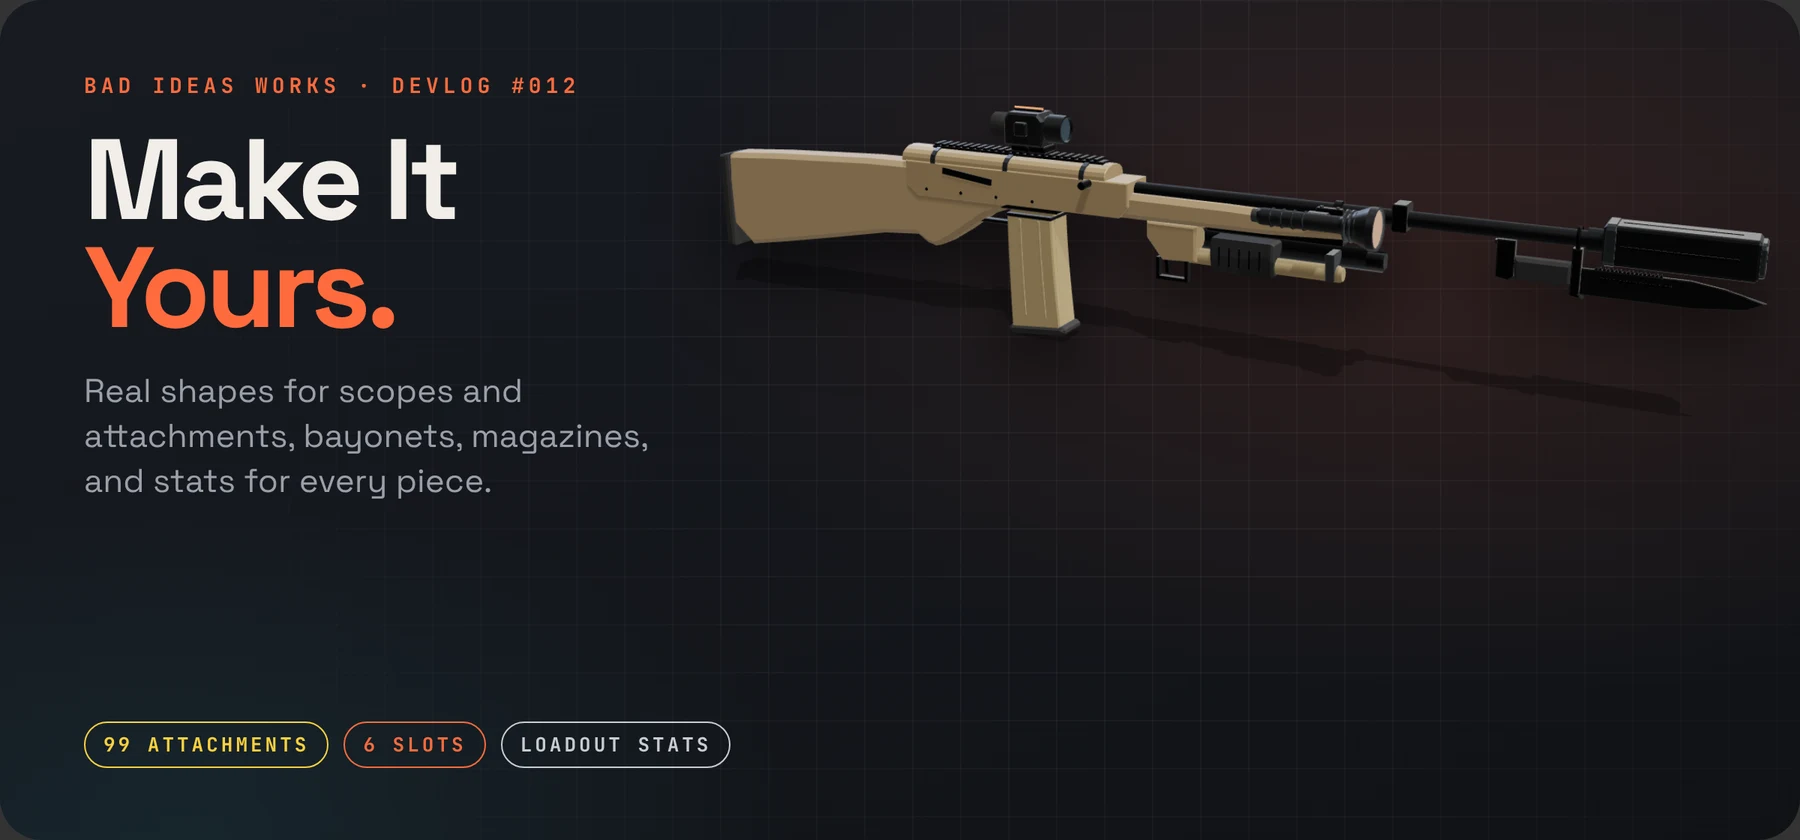 BAD IDEAS WORKS · DEVLOG #012
Make It
Yours.
Real shapes for scopes and
attachments, bayonets, magazines,
and stats for every piece.
99 ATTACHMENTS
6 SLOTS
LOADOUT STATS